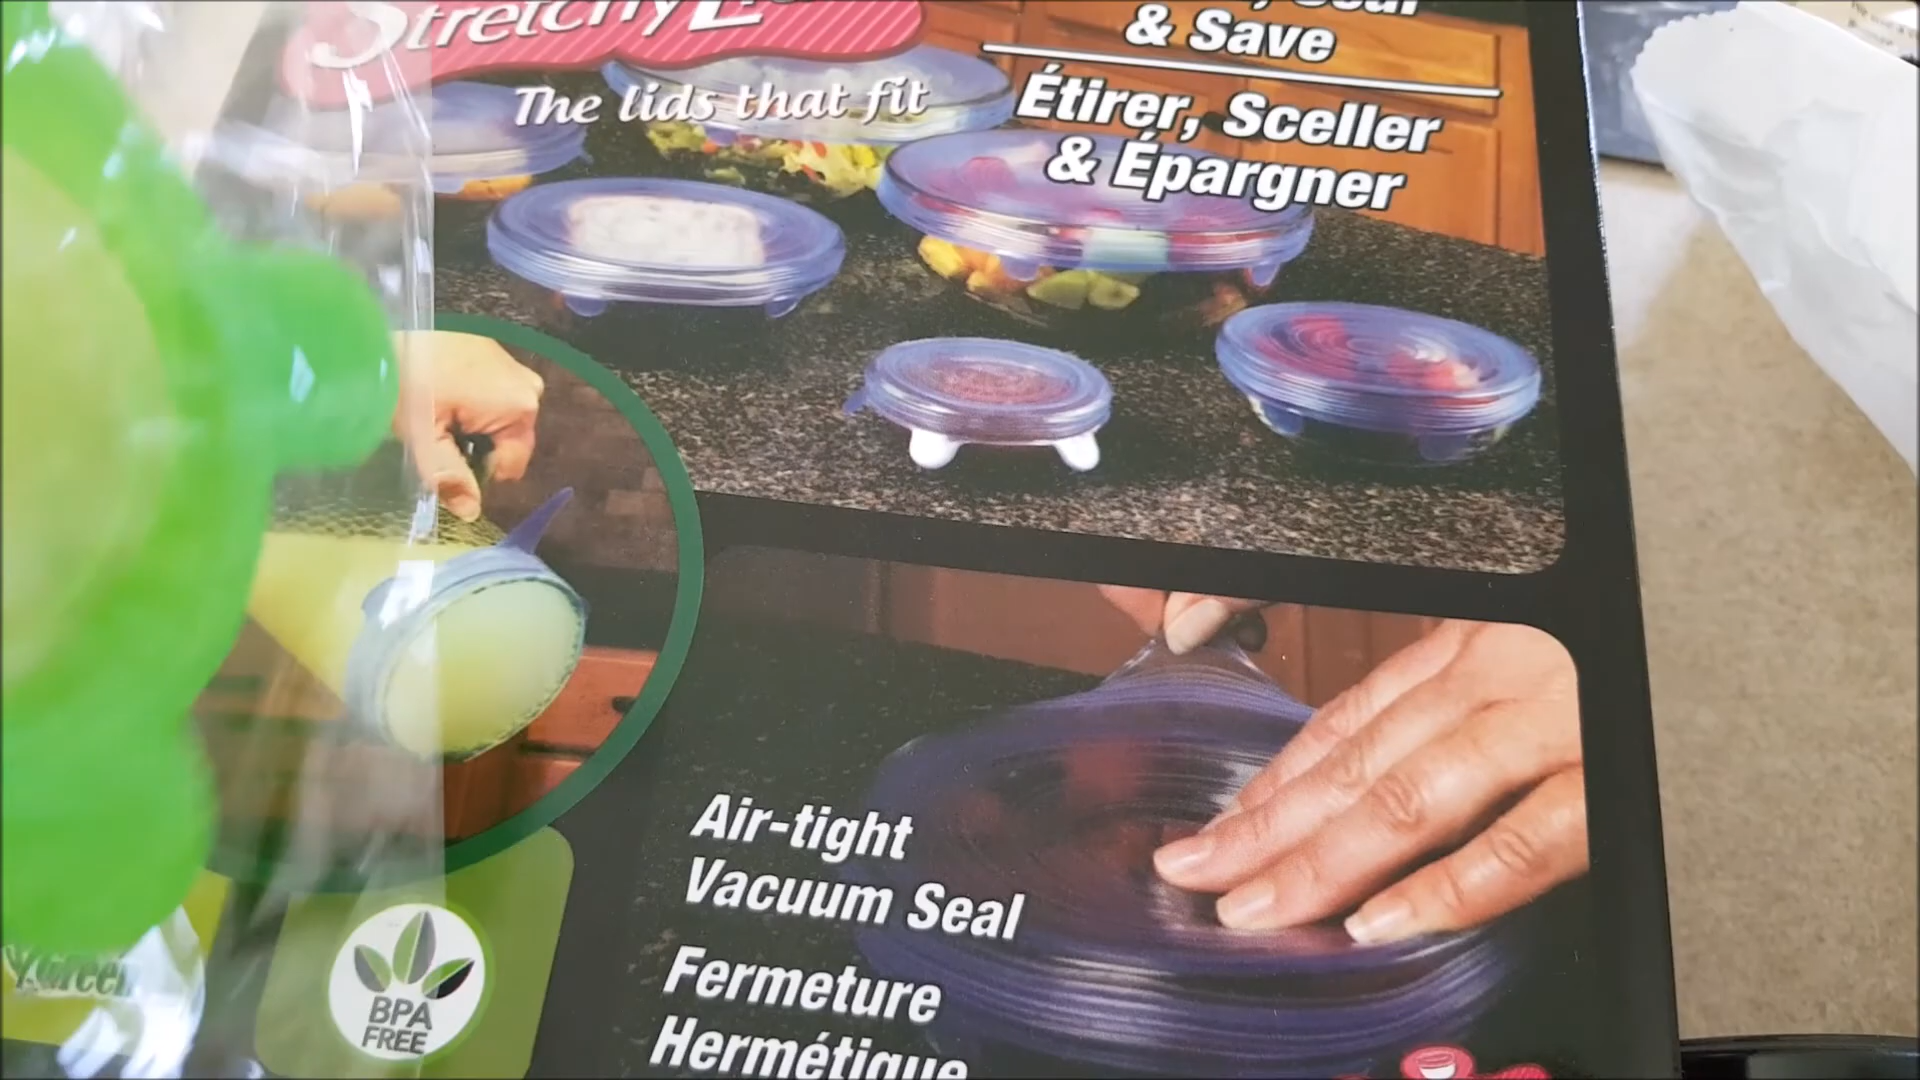 The lids that fit
& Save
Étirer, Sceller
& Épargner
Air-tight
Vacuum Seal
Fermeture
Hermétique
BPA
FREE